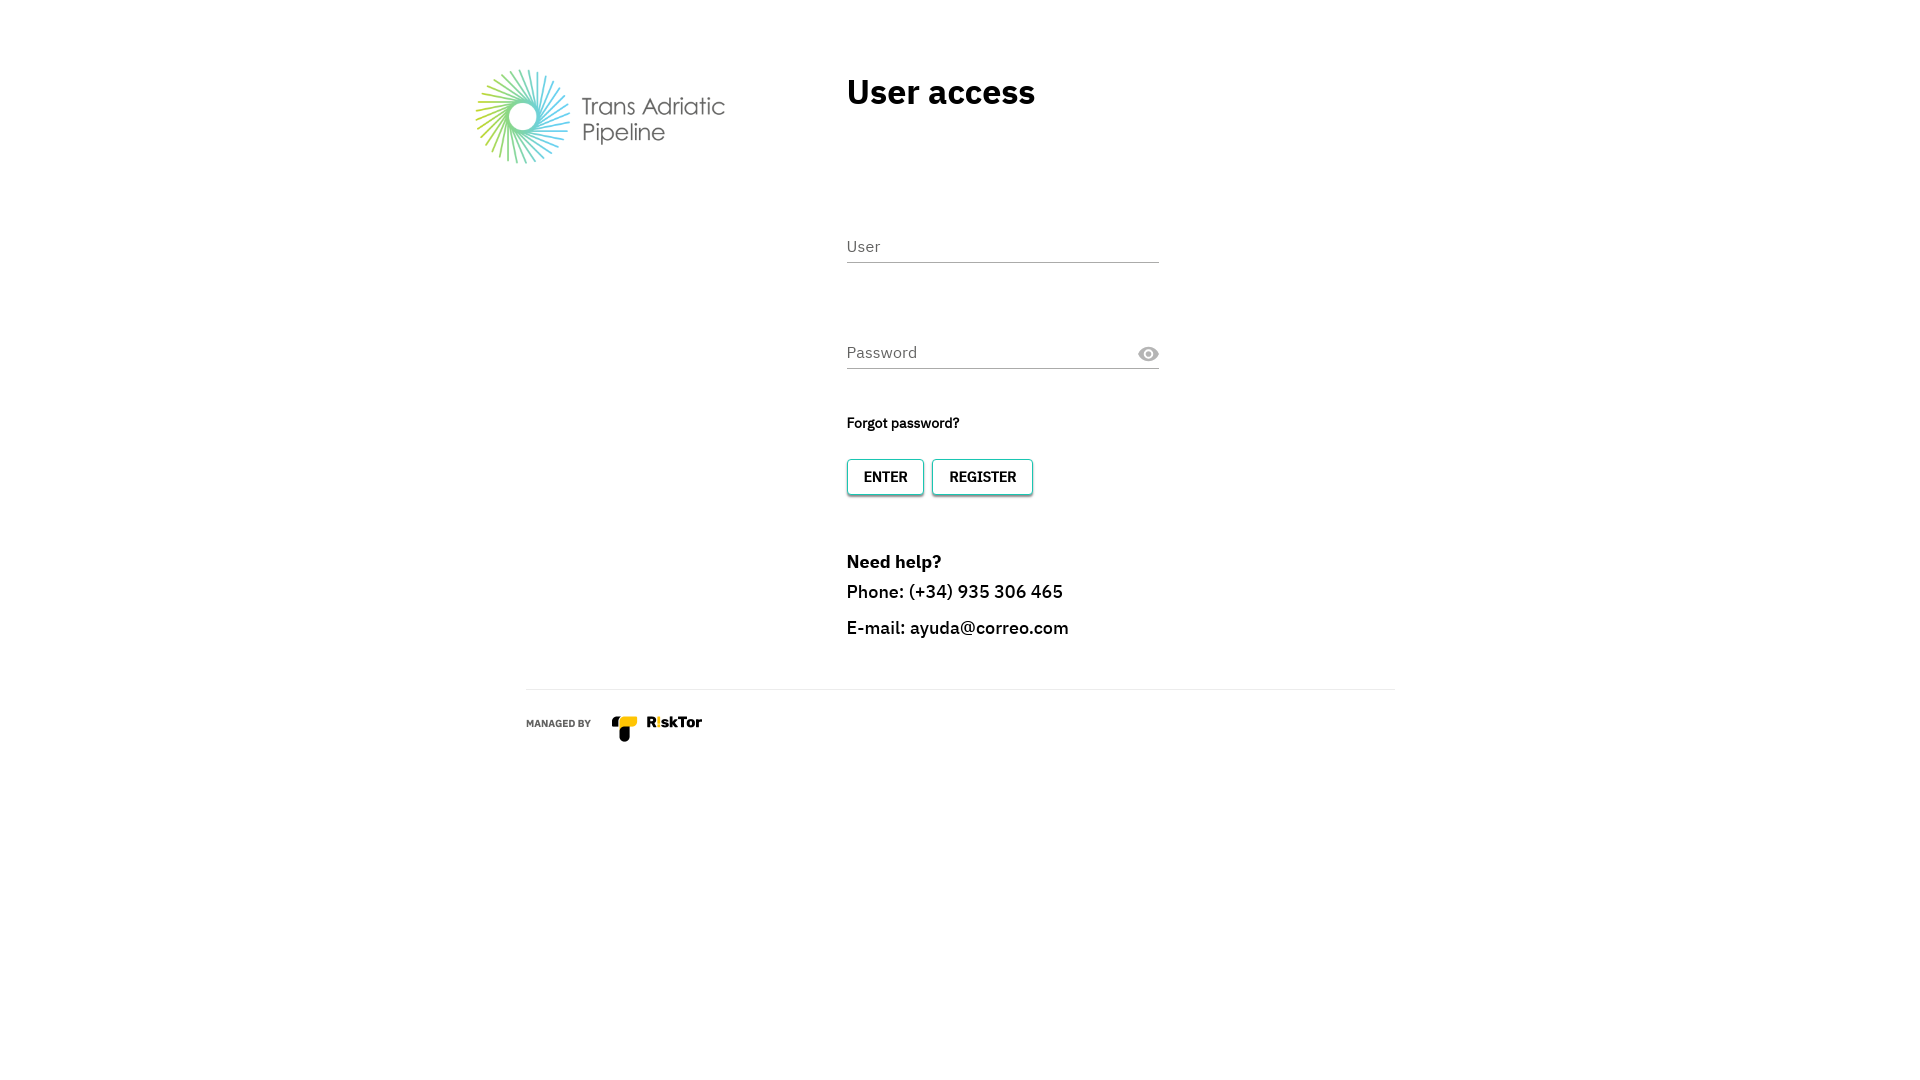 Trans Adriatic
Pipeline
User access
User
Password
Forgot password?
ENTER
REGISTER
Need help?
Phone: (+34) 935 306 465
E-mail: ayuda@correo.com
MANAGED BY
RiskTor